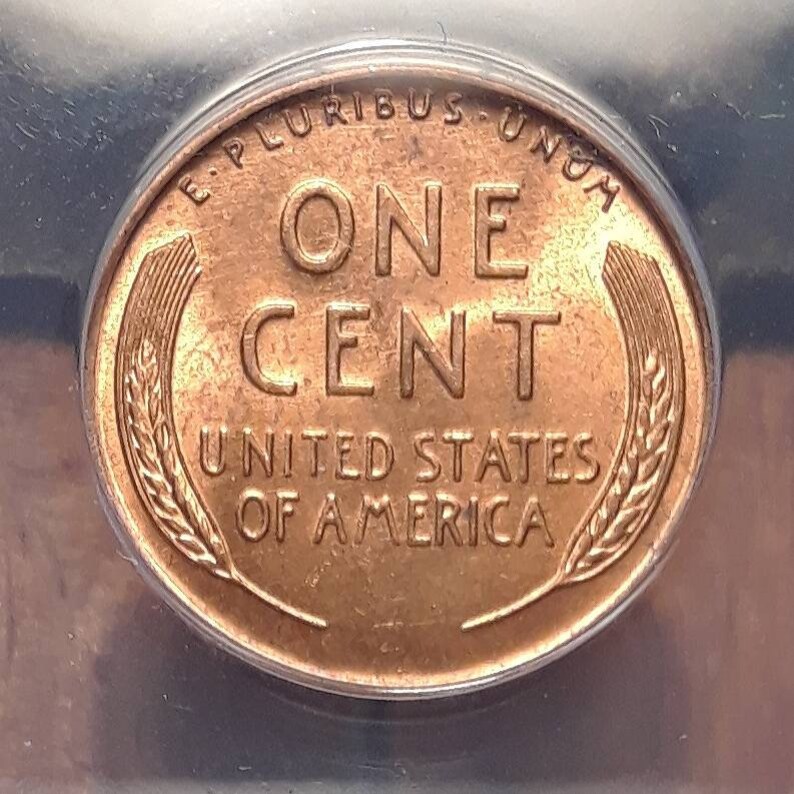 E · PLURIBUS · UNUM
ONE
CENT
UNITED STATES
OF AMERICA